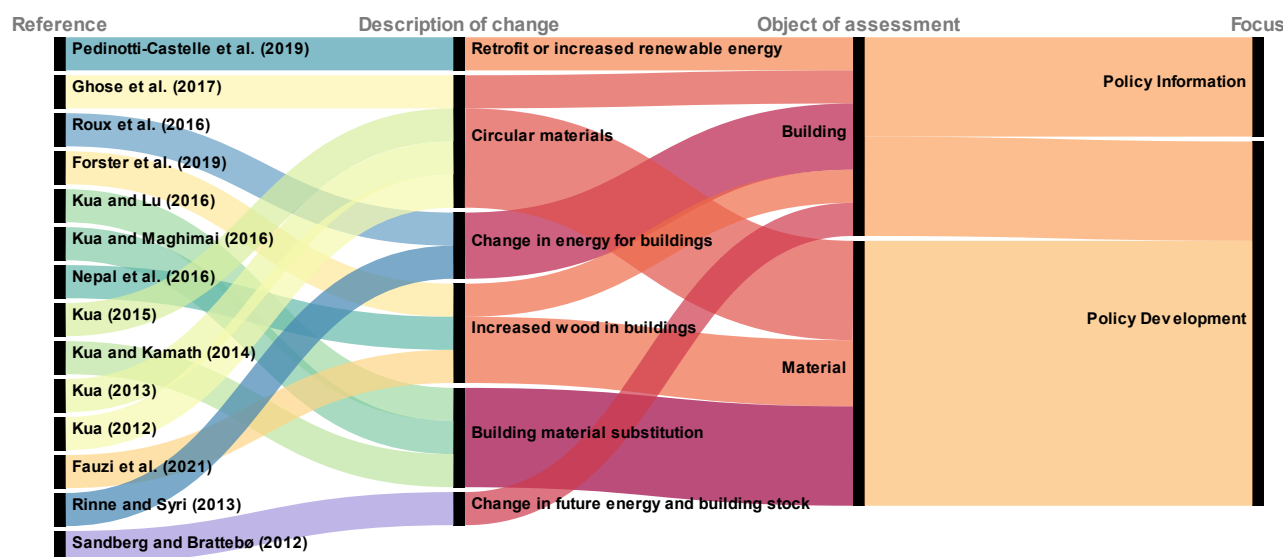 Reference
Description of change
Object of assessment
Focus
Pedinotti-Castelle et al. (2019)
Ghose et al. (2017)
Roux et al. (2016)
Forster et al. (2019)
Kua and Lu (2016)
Kua and Maghimai (2016)
Nepal et al. (2016)
Kua (2015)
Kua and Kamath (2014)
Kua (2013)
Kua (2012)
Fauzi et al. (2021)
Rinne and Syri (2013)
Sandberg and Brattebø (2012)
Retrofit or increased renewable energy
Circular materials
Change in energy for buildings
Increased wood in buildings
Building material substitution
Change in future energy and building stock
Building
Material
Policy Information
Policy Development